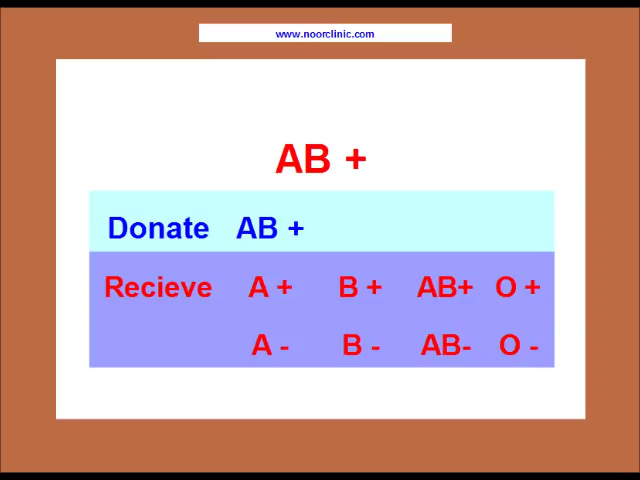 www.noorclinic.com
AB +
Donate AB +
Recieve A + B + AB+ O +
A - B - AB- O -